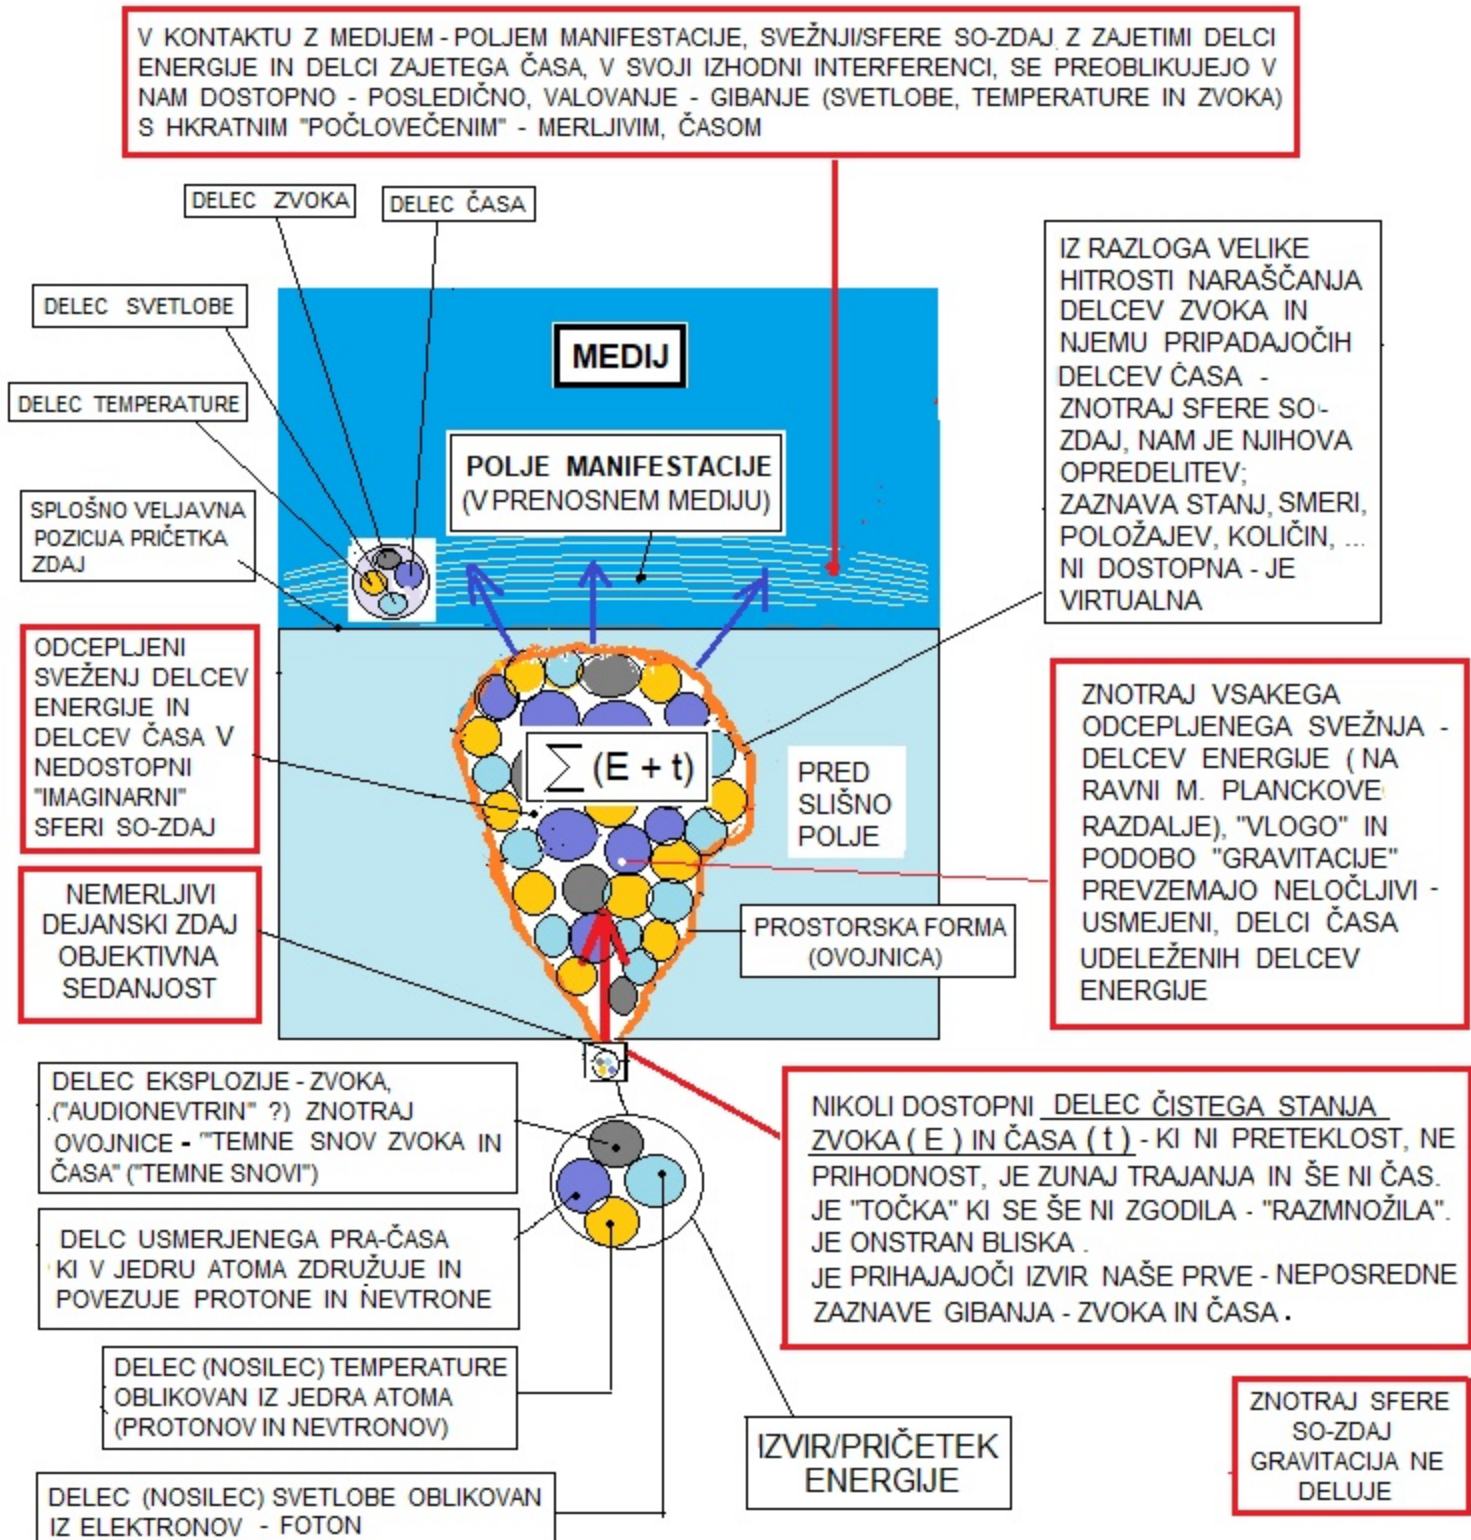 V KONTAKTU Z MEDIJEM - POLJEM MANIFESTACIJE, SVEŽNJI/SFERE SO-ZDAJ Z ZAJETIMI DELCI
ENERGIJE IN DELCI ZAJETEGA ČASA, V SVOJI IZHODNI INTERFERENCI, SE PREOBLIKUJEJO V
NAM DOSTOPNO - POSLEDIČNO, VALOVANJE - GIBANJE (SVETLOBE, TEMPERATURE IN ZVOKA)
S HKRATNIM "POČLOVEČENIM" - MERLJIVIM, ČASOM
DELEC ZVOKA
DELEC ČASA
DELEC SVETLOBE
DELEC TEMPERATURE
SPLOŠNO VELJAVNA
POZICIJA PRIČETKA
ZDAJ
MEDIJ
POLJE MANIFESTACIJE
(V PRENOSNEM MEDIJU)
IZ RAZLOGA VELIKE
HITROSTI NARAŠČANJA
DELCEV ZVOKA IN
NJEMU PRIPADAJOČIH
DELCEV ČASA -
ZNOTRAJ SFERE SO-
ZDAJ, NAM JE NJIHOVA
OPREDELITEV;
ZAZNAVA STANJ, SMERI,
POLOŽAJEV, KOLIČIN, ...
NI DOSTOPNA - JE
VIRTUALNA
ODCEPLJENI
SVEŽENJ DELCEV
ENERGIJE IN
DELCEV ČASA V
NEDOSTOPNI
"IMAGINARNI"
SFERI SO-ZDAJ
∑ (E + t)
PRED
SLIŠNO
POLJE
ZNOTRAJ VSAKEGA
ODCEPLJENEGA SVEŽNJA -
DELCEV ENERGIJE ( NA
RAVNI M. PLANCKOVE
RAZDALJE), "VLOGO" IN
PODOBO "GRAVITACIJE"
PREVZEMAJO NELOČLJIVI -
USMEJENI, DELCI ČASA
UDELEŽENIH DELCEV
ENERGIJE
NEMERLJIVI
DEJANSKI ZDAJ
OBJEKTIVNA
SEDANJOST
PROSTORSKA FORMA
(OVOJNICA)
DELEC EKSPLOZIJE - ZVOKA,
("AUDIONEVTRIN" ?) ZNOTRAJ
OVOJNICE - "TEMNE SNOV ZVOKA IN
ČASA" ("TEMNE SNOVI")
DELC USMERJENEGA PRA-ČASA
KI V JEDRU ATOMA ZDRUŽUJE IN
POVEZUJE PROTONE IN NEVTRONE
DELEC (NOSILEC) TEMPERATURE
OBLIKOVAN IZ JEDRA ATOMA
(PROTONOV IN NEVTRONOV)
DELEC (NOSILEC) SVETLOBE OBLIKOVAN
IZ ELEKTRONOV - FOTON
NIKOLI DOSTOPNI DELEC ČISTEGA STANJA
ZVOKA ( E ) IN ČASA ( t ) - KI NI PRETEKLOST, NE
PRIHODNOST, JE ZUNAJ TRAJANJA IN ŠE NI ČAS.
JE "TOČKA" KI SE ŠE NI ZGODILA - "RAZMNOŽILA".
JE ONSTRAN BLISKA .
JE PRIHAJAJOČI IZVIR NAŠE PRVE - NEPOSREDNE
ZAZNAVE GIBANJA - ZVOKA IN ČASA .
IZVIR/PRIČETEK
ENERGIJE
ZNOTRAJ SFERE
SO-ZDAJ
GRAVITACIJA NE
DELUJE